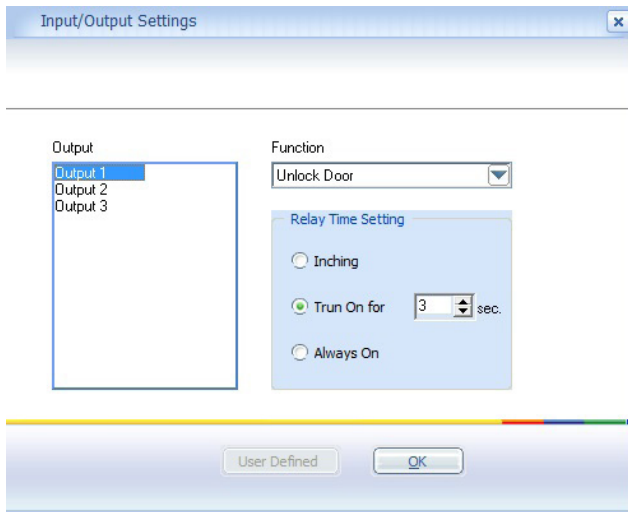 Input/Output Settings
Output
Function
Output 1
Output 2
Output 3
Unlock Door
Relay Time Setting
Inching
Trun On for 3 sec.
Always On
User Defined
OK